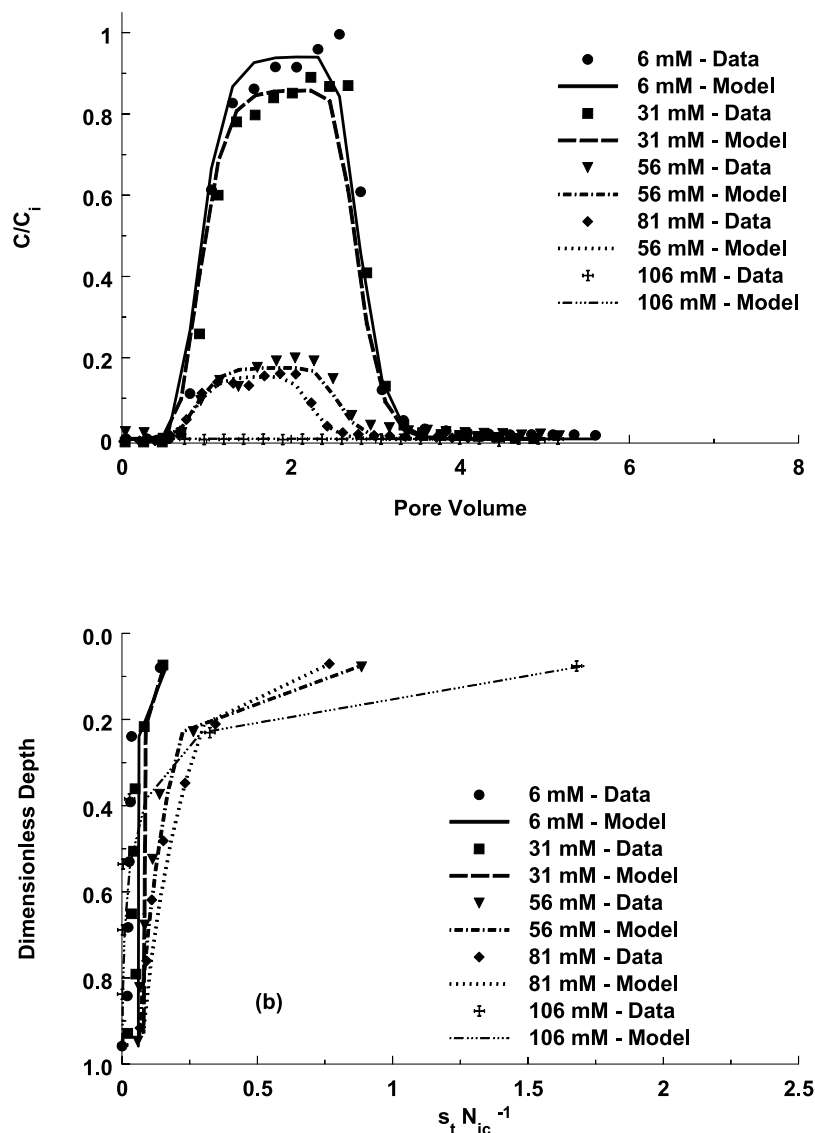 1
0.8
0.6
0.4
0.2
0
C/Ci
0 2 4 6 8
Pore Volume
6 mM - Data
6 mM - Model
31 mM - Data
31 mM - Model
56 mM - Data
56 mM - Model
81 mM - Data
56 mM - Model
106 mM - Data
106 mM - Model
0.0
0.2
0.4
0.6
0.8
1.0
Dimensionless Depth
0 0.5 1 1.5 2 2.5
st Nic -1
(b)
6 mM - Data
6 mM - Model
31 mM - Data
31 mM - Model
56 mM - Data
56 mM - Model
81 mM - Data
81 mM - Model
106 mM - Data
106 mM - Model